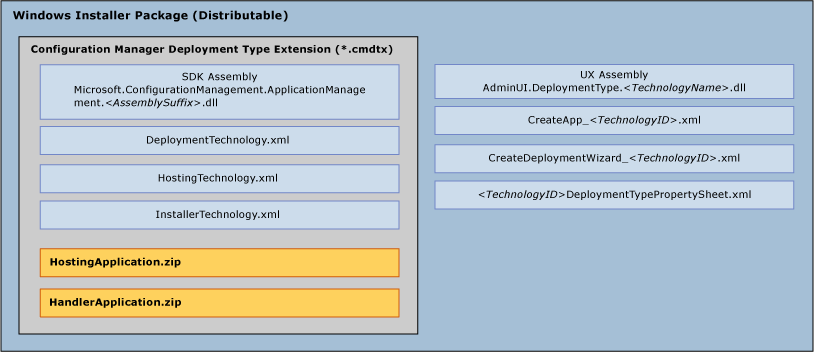 Windows Installer Package (Distributable)
Configuration Manager Deployment Type Extension (*.cmdtx)
SDK Assembly
Microsoft.ConfigurationManagement.ApplicationManage
ment.<AssemblySuffix>.dll
DeploymentTechnology.xml
HostingTechnology.xml
InstallerTechnology.xml
HostingApplication.zip
HandlerApplication.zip
UX Assembly
AdminUI.DeploymentType.<TechnologyName>.dll
CreateApp_<TechnologyID>.xml
CreateDeploymentWizard_<TechnologyID>.xml
<TechnologyID>DeploymentTypePropertySheet.xml